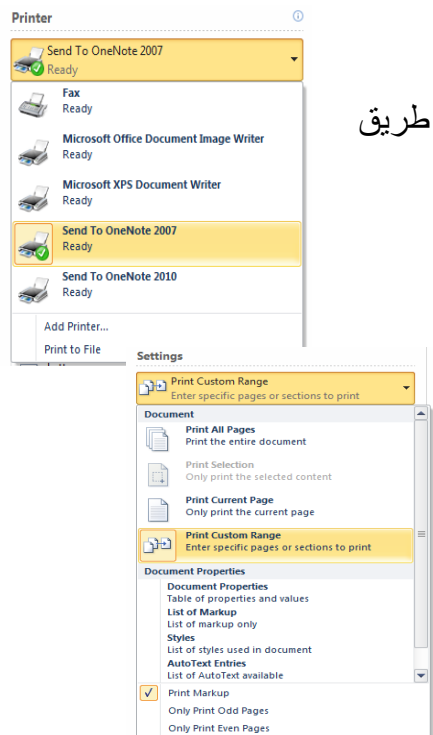 Printer
Send To OneNote 2007
Ready
Fax
Ready
طريق
Microsoft Office Document Image Writer
Ready
Microsoft XPS Document Writer
Ready
Send To OneNote 2007
Ready
Send To OneNote 2010
Ready
Add Printer...
Print to File
Settings
Print Custom Range
Enter specific pages or sections to print
Document
Print All Pages
Print the entire document
Print Selection
Only print the selected content
Print Current Page
Only print the current page
Print Custom Range
Enter specific pages or sections to print
Document Properties
Document Properties
Table of properties and values
List of Markup
List of markup only
Styles
List of styles used in document
AutoText Entries
List of AutoText available
Print Markup
Only Print Odd Pages
Only Print Even Pages